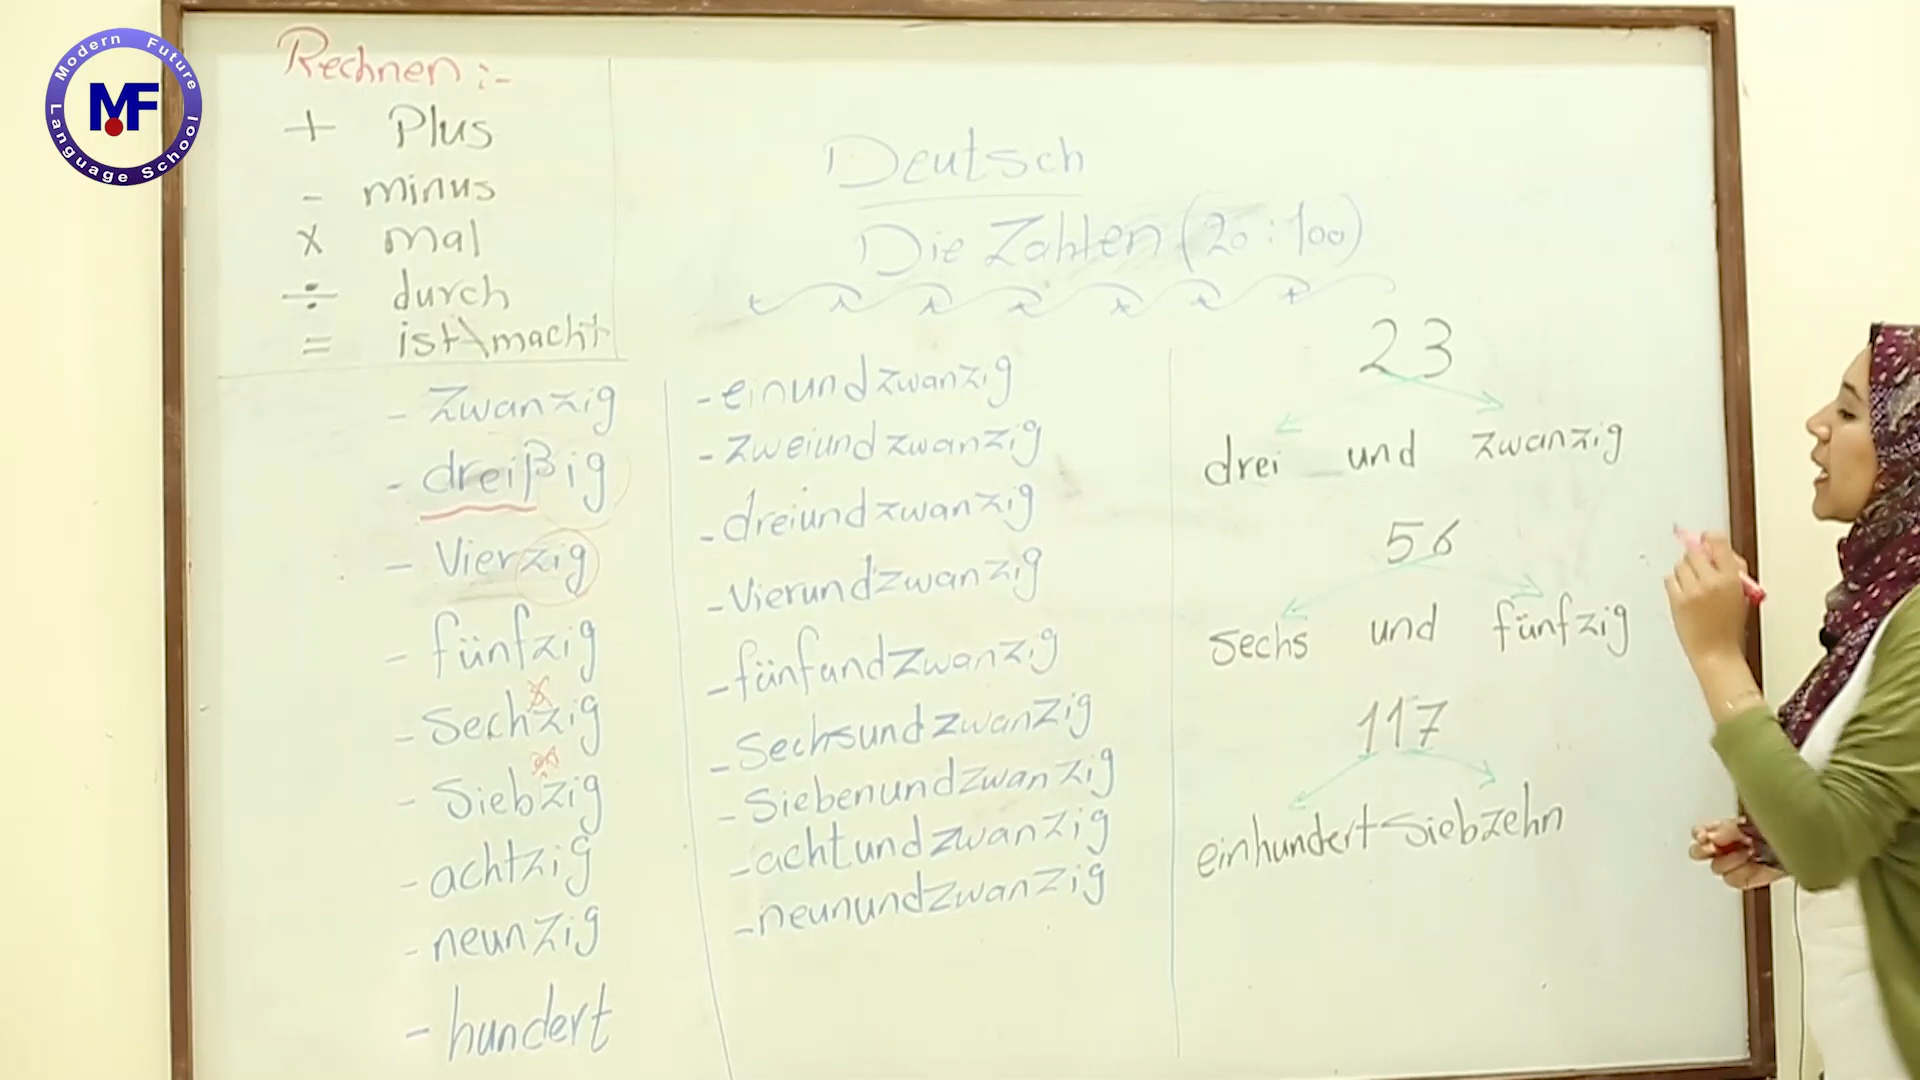 Modern Future
MF
Language School
Rechnen :-
+ Plus
- minus
x mal
÷ durch
= ist\macht
Deutsch
Die Zahlen (20 : 100)
- Zwanzig
- dreißig
- Vierzig
- fünfzig
- Sechzig
- Siebzig
- achtzig
- neunzig
- hundert
- einundzwanzig
- zweiundzwanzig
- dreiundzwanzig
- Vierundzwanzig
- fünfundzwanzig
- Sechsundzwanzig
- Siebenundzwanzig
- achtundzwanzig
- neunundzwanzig
23
drei und zwanzig
56
sechs und fünfzig
117
einhundert-Siebzehn